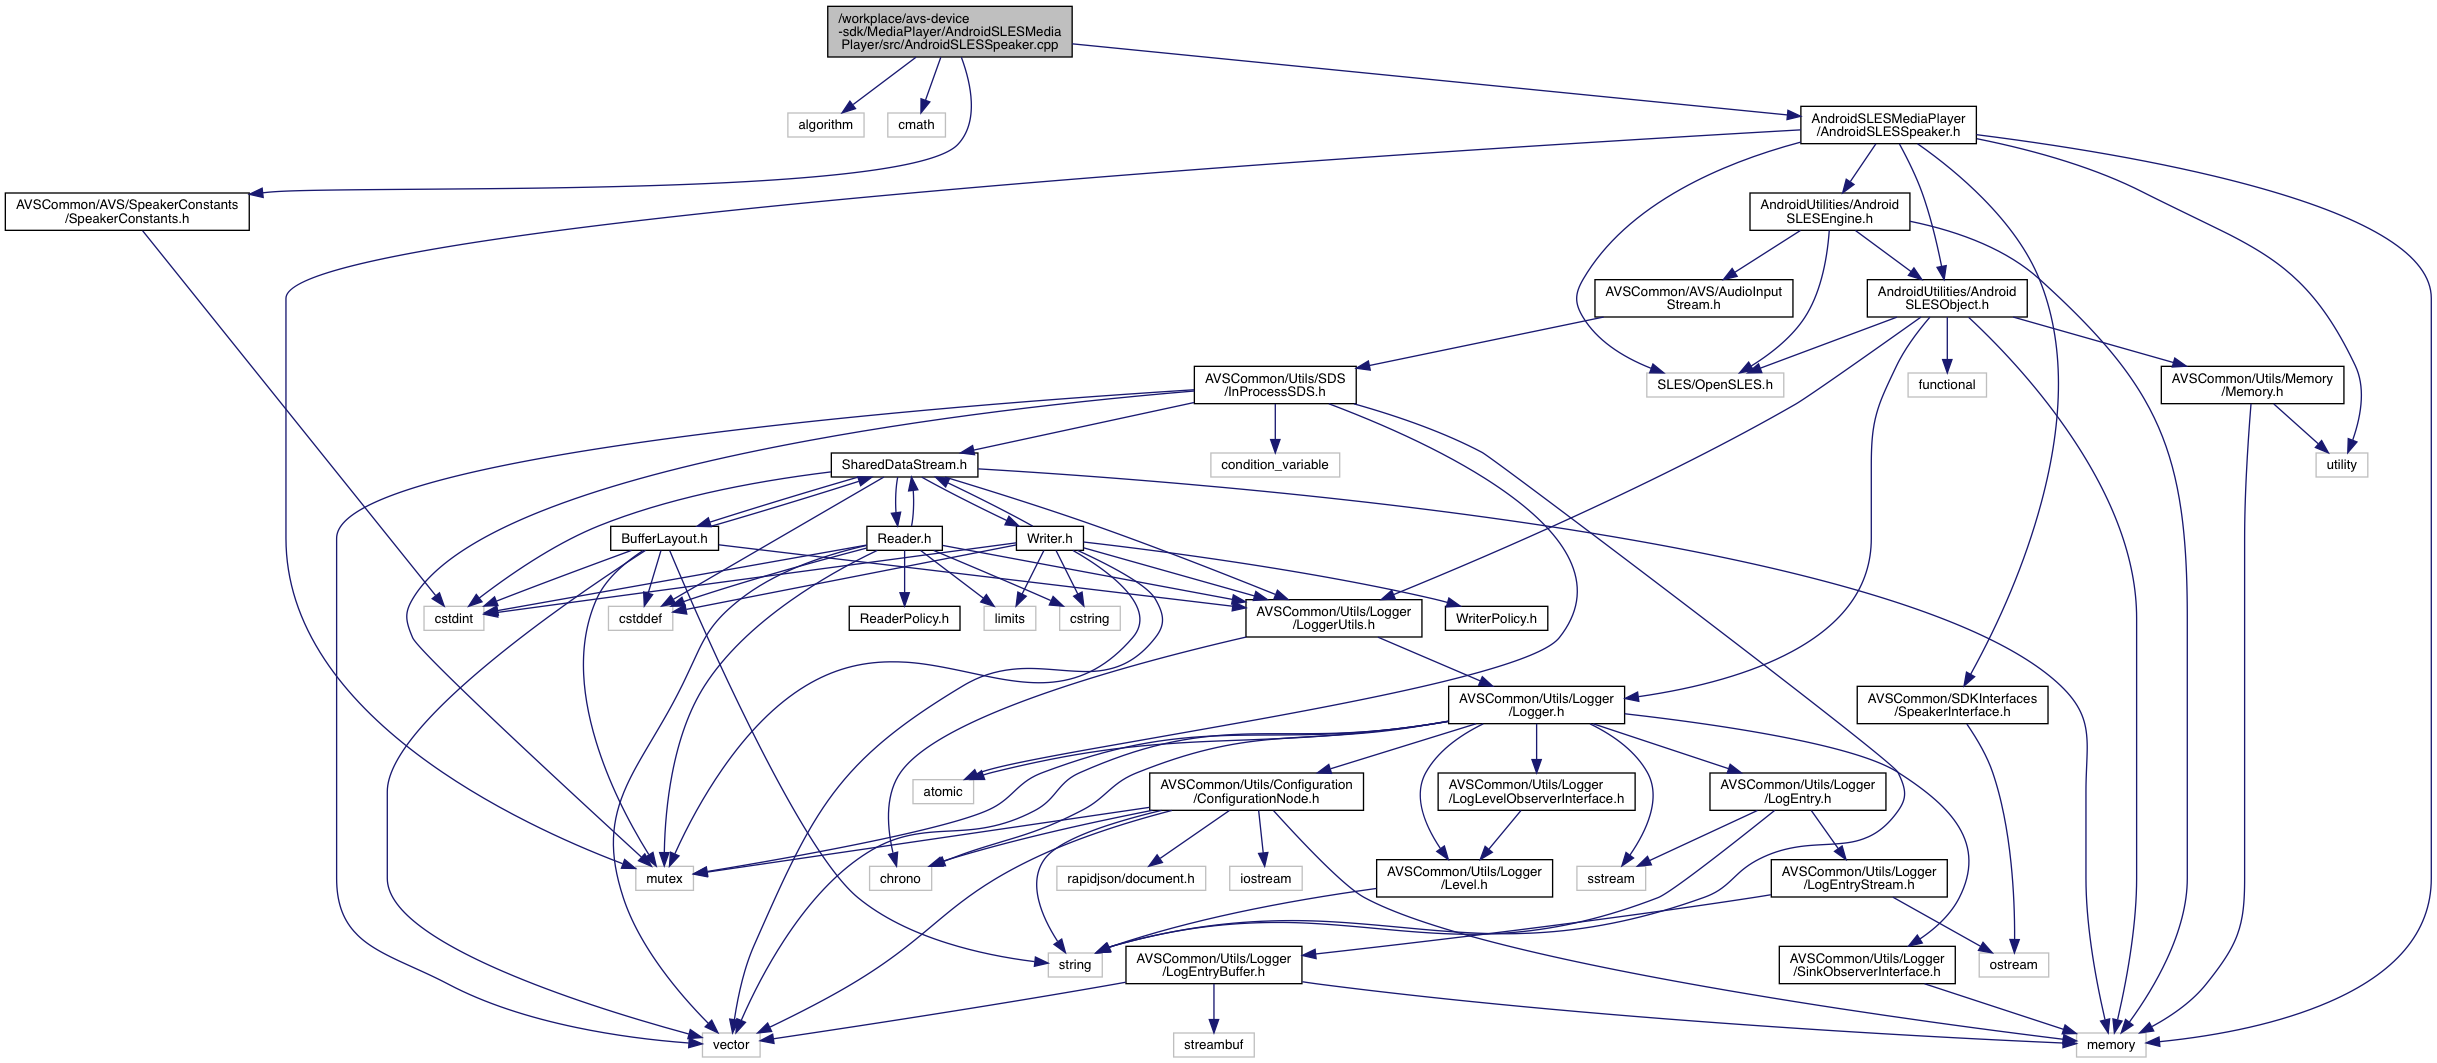 /workplace/avs-device
-sdk/MediaPlayer/AndroidSLESMedia
Player/src/AndroidSLESSpeaker.cpp
algorithm
cmath
AndroidSLESMediaPlayer
/AndroidSLESSpeaker.h
AVSCommon/AVS/SpeakerConstants
/SpeakerConstants.h
AndroidUtilities/Android
SLESEngine.h
AVSCommon/AVS/AudioInput
Stream.h
AndroidUtilities/Android
SLESObject.h
AVSCommon/Utils/SDS
/InProcessSDS.h
SLES/OpenSLES.h
functional
AVSCommon/Utils/Memory
/Memory.h
SharedDataStream.h
condition_variable
utility
BufferLayout.h
Reader.h
Writer.h
cstdint
cstddef
ReaderPolicy.h
limits
cstring
AVSCommon/Utils/Logger
/LoggerUtils.h
WriterPolicy.h
AVSCommon/Utils/Logger
/Logger.h
AVSCommon/SDKInterfaces
/SpeakerInterface.h
atomic
AVSCommon/Utils/Configuration
/ConfigurationNode.h
AVSCommon/Utils/Logger
/LogLevelObserverInterface.h
AVSCommon/Utils/Logger
/LogEntry.h
mutex
chrono
rapidjson/document.h
iostream
AVSCommon/Utils/Logger
/Level.h
sstream
AVSCommon/Utils/Logger
/LogEntryStream.h
string
AVSCommon/Utils/Logger
/LogEntryBuffer.h
AVSCommon/Utils/Logger
/SinkObserverInterface.h
ostream
vector
streambuf
memory